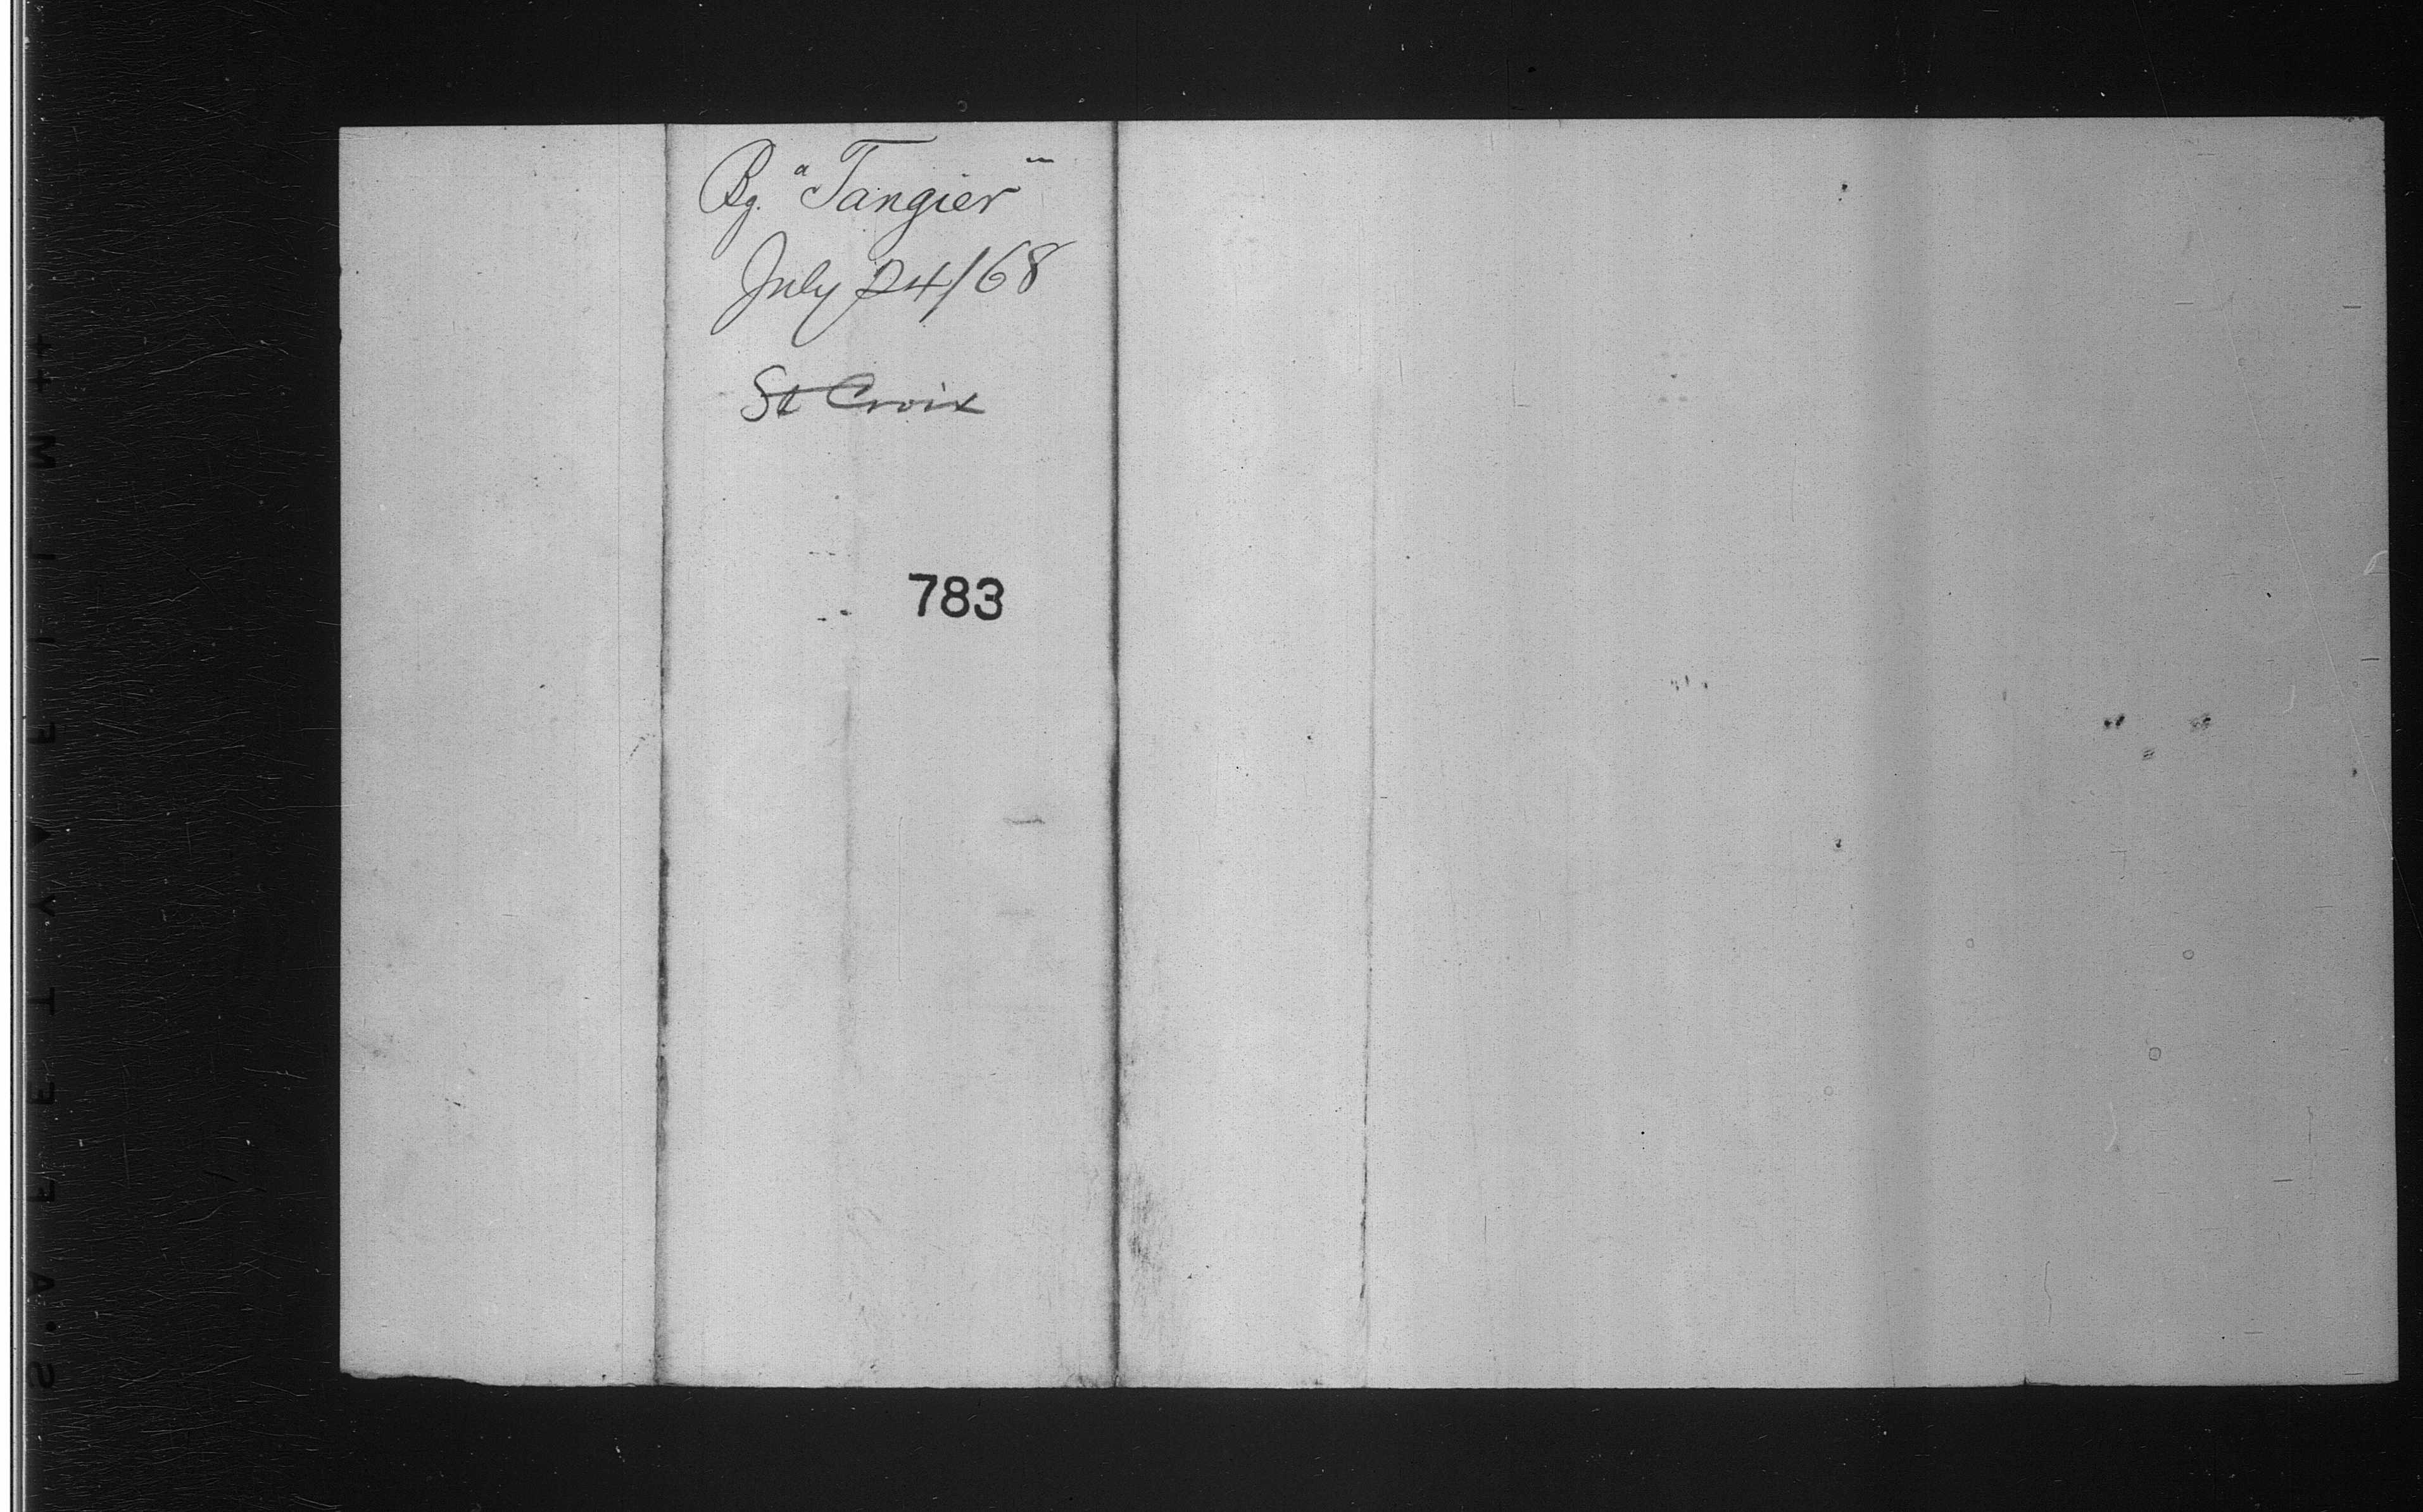 Bg. "Tangier"
July 24/68
St Croix
783